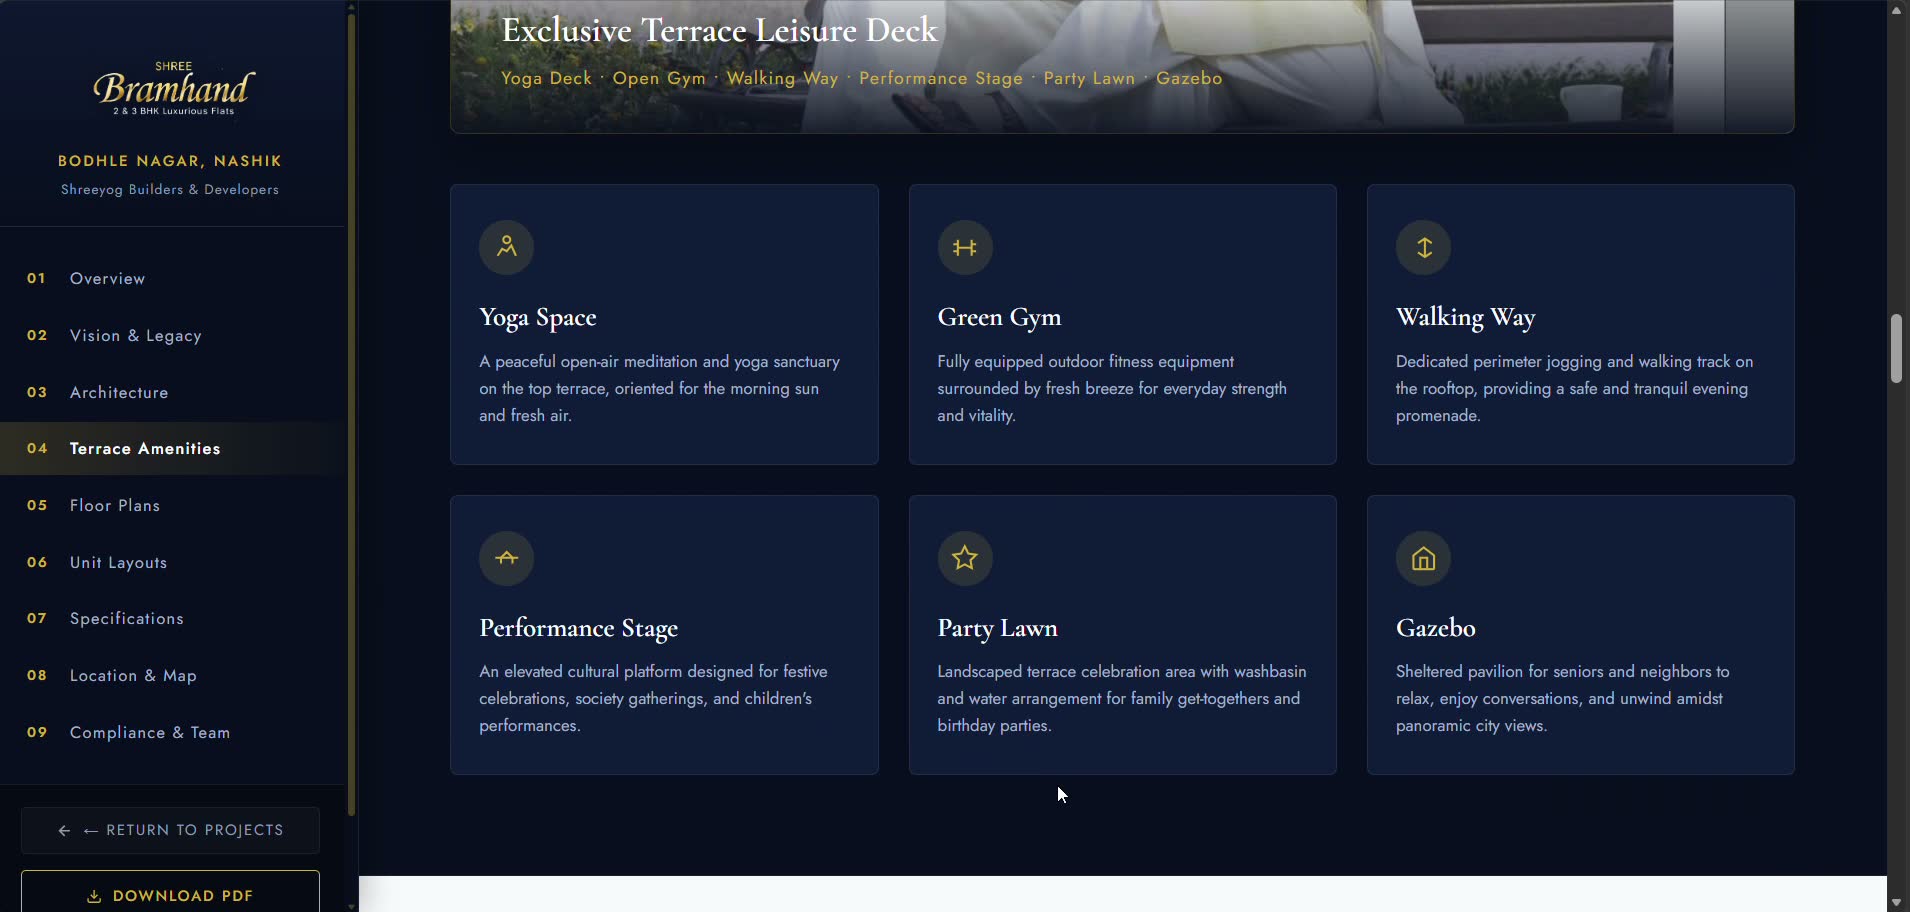 SHREE
Bramhand
2 & 3 BHK Luxurious Flats
BODHLE NAGAR, NASHIK
Shreeyog Builders & Developers
01 Overview
02 Vision & Legacy
03 Architecture
04 Terrace Amenities
05 Floor Plans
06 Unit Layouts
07 Specifications
08 Location & Map
09 Compliance & Team
← ← RETURN TO PROJECTS
DOWNLOAD PDF
Exclusive Terrace Leisure Deck
Yoga Deck · Open Gym · Walking Way · Performance Stage · Party Lawn · Gazebo
Yoga Space
A peaceful open-air meditation and yoga sanctuary
on the top terrace, oriented for the morning sun
and fresh air.
Green Gym
Fully equipped outdoor fitness equipment
surrounded by fresh breeze for everyday strength
and vitality.
Walking Way
Dedicated perimeter jogging and walking track on
the rooftop, providing a safe and tranquil evening
promenade.
Performance Stage
An elevated cultural platform designed for festive
celebrations, society gatherings, and children's
performances.
Party Lawn
Landscaped terrace celebration area with washbasin
and water arrangement for family get-togethers and
birthday parties.
Gazebo
Sheltered pavilion for seniors and neighbors to
relax, enjoy conversations, and unwind amidst
panoramic city views.